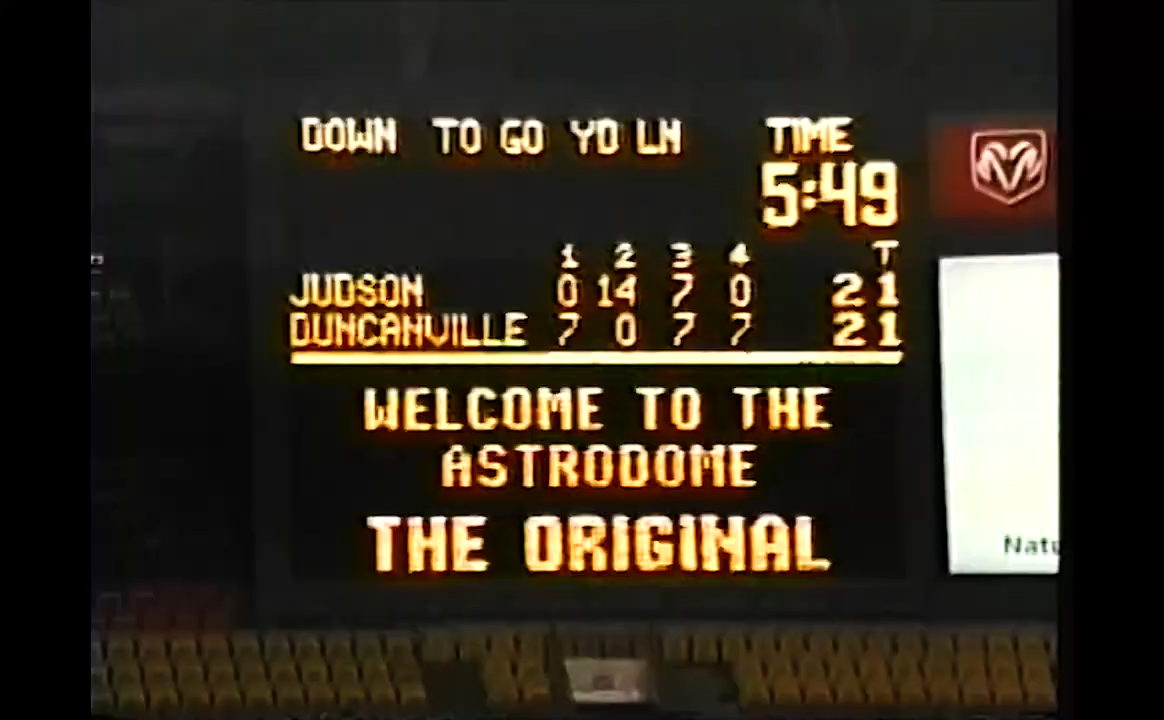 DOWN TO GO YD LN TIME
5:49
1 2 3 4 T
JUDSON 0 14 7 0 21
DUNCANVILLE 7 0 7 7 21
WELCOME TO THE
ASTRODOME
THE ORIGINAL
Natu